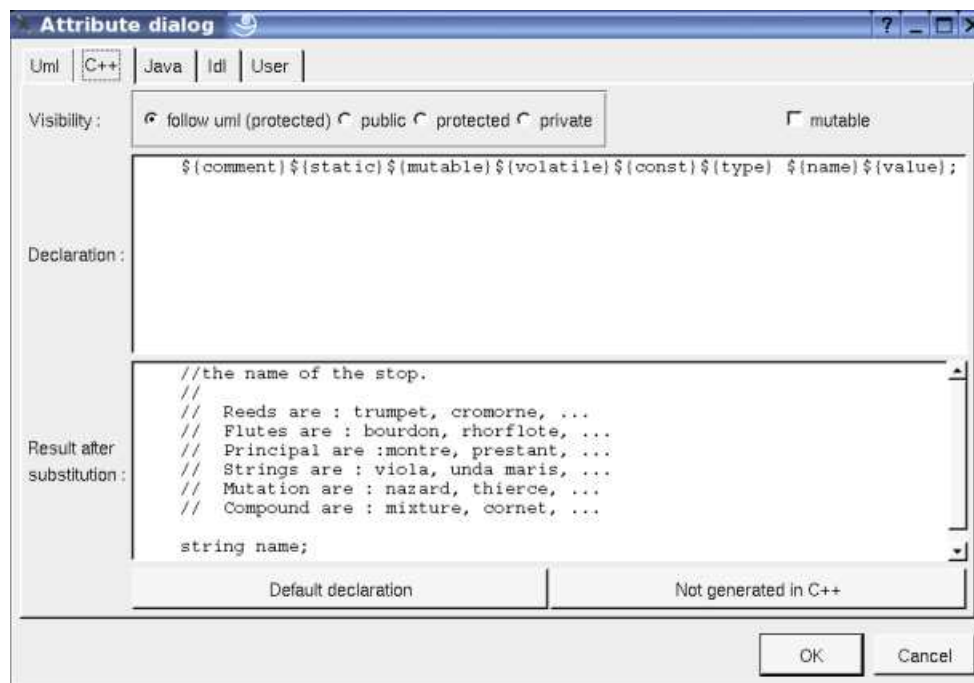 Attribute dialog
Uml C++ Java Idl User
Visibility : follow uml (protected) public protected private mutable
Declaration :
${comment}${static}${mutable}${volatile}${const}${type} ${name}${value};
Result after
substitution :
//the name of the stop.
//
//  Reeds are : trumpet, cromorne, ...
//  Flutes are : bourdon, rhorflote, ...
//  Principal are :montre, prestant, ...
//  Strings are : viola, unda maris, ...
//  Mutation are : nazard, thierce, ...
//  Compound are : mixture, cornet, ...
string name;
Default declaration Not generated in C++
OK Cancel